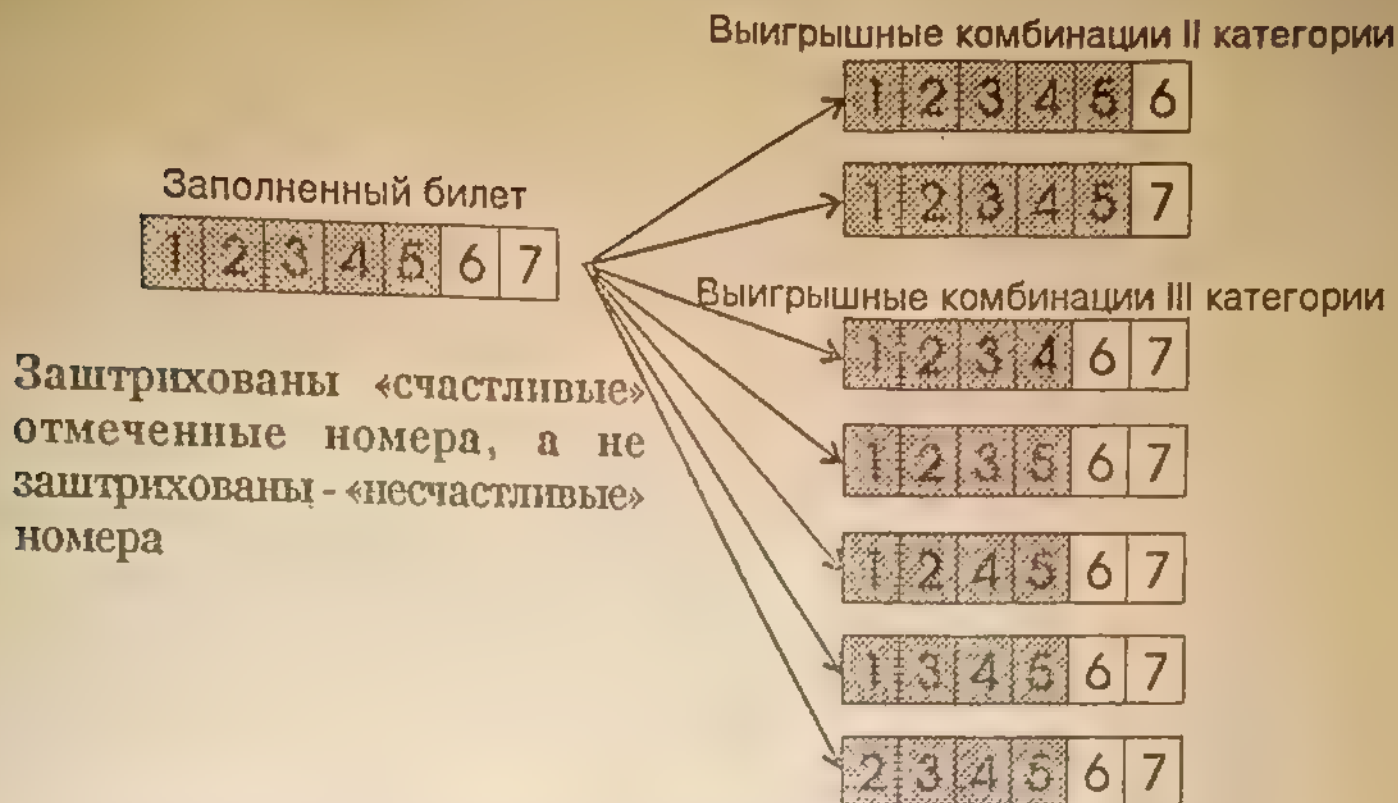 Выигрышные комбинации II категории
1 2 3 4 5 6
Заполненный билет
1 2 3 4 5 7
1 2 3 4 5 6 7
Выигрышные комбинации III категории
1 2 3 4 6 7
Заштрихованы «счастливые»
отмеченные номера, а не
заштрихованы - «несчастливые»
номера
1 2 3 5 6 7
1 2 4 5 6 7
1 3 4 5 6 7
2 3 4 5 6 7